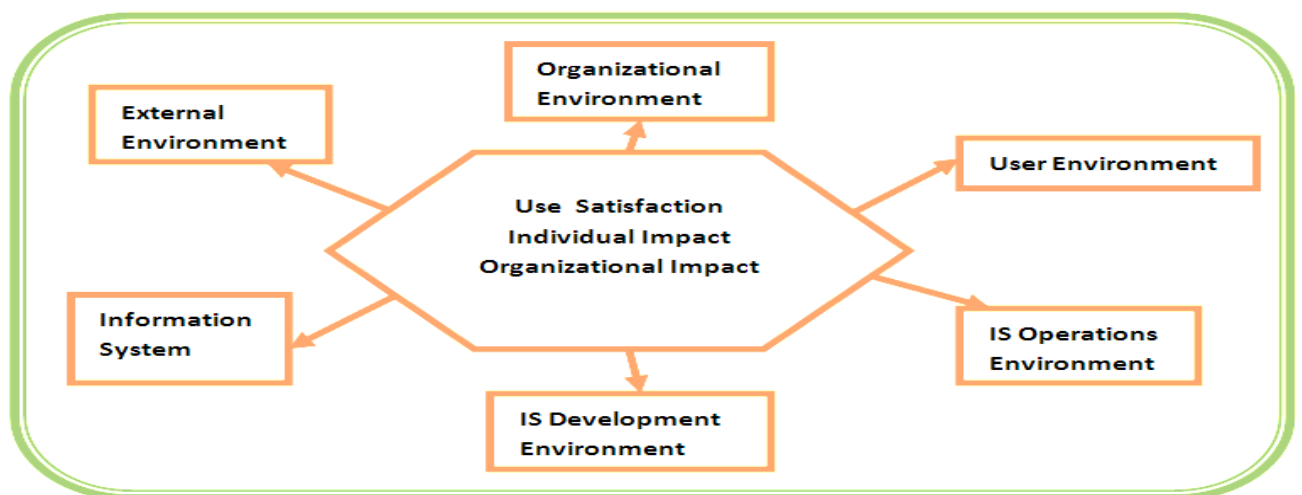 Organizational
Environment
External
Environment
User Environment
Use Satisfaction
Individual Impact
Organizational Impact
Information
System
IS Operations
Environment
IS Development
Environment